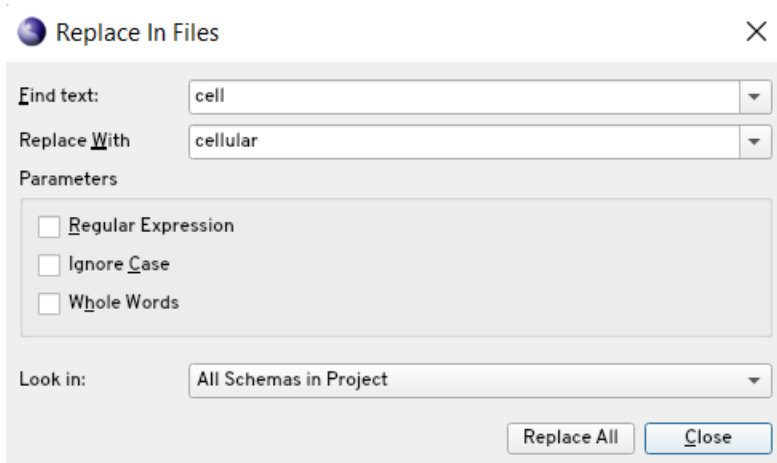 Replace In Files
Find text: cell
Replace With cellular
Parameters
Regular Expression
Ignore Case
Whole Words
Look in: All Schemas in Project
Replace All Close